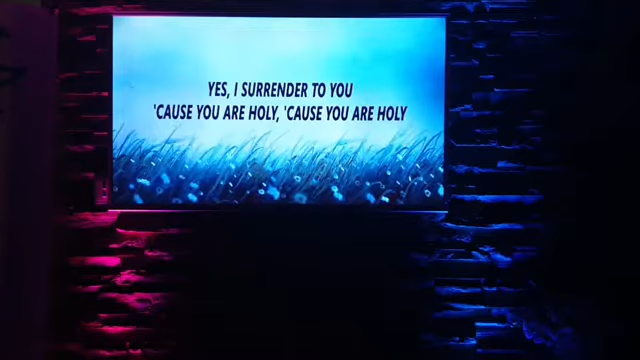 YES, I SURRENDER TO YOU
'CAUSE YOU ARE HOLY, 'CAUSE YOU ARE HOLY